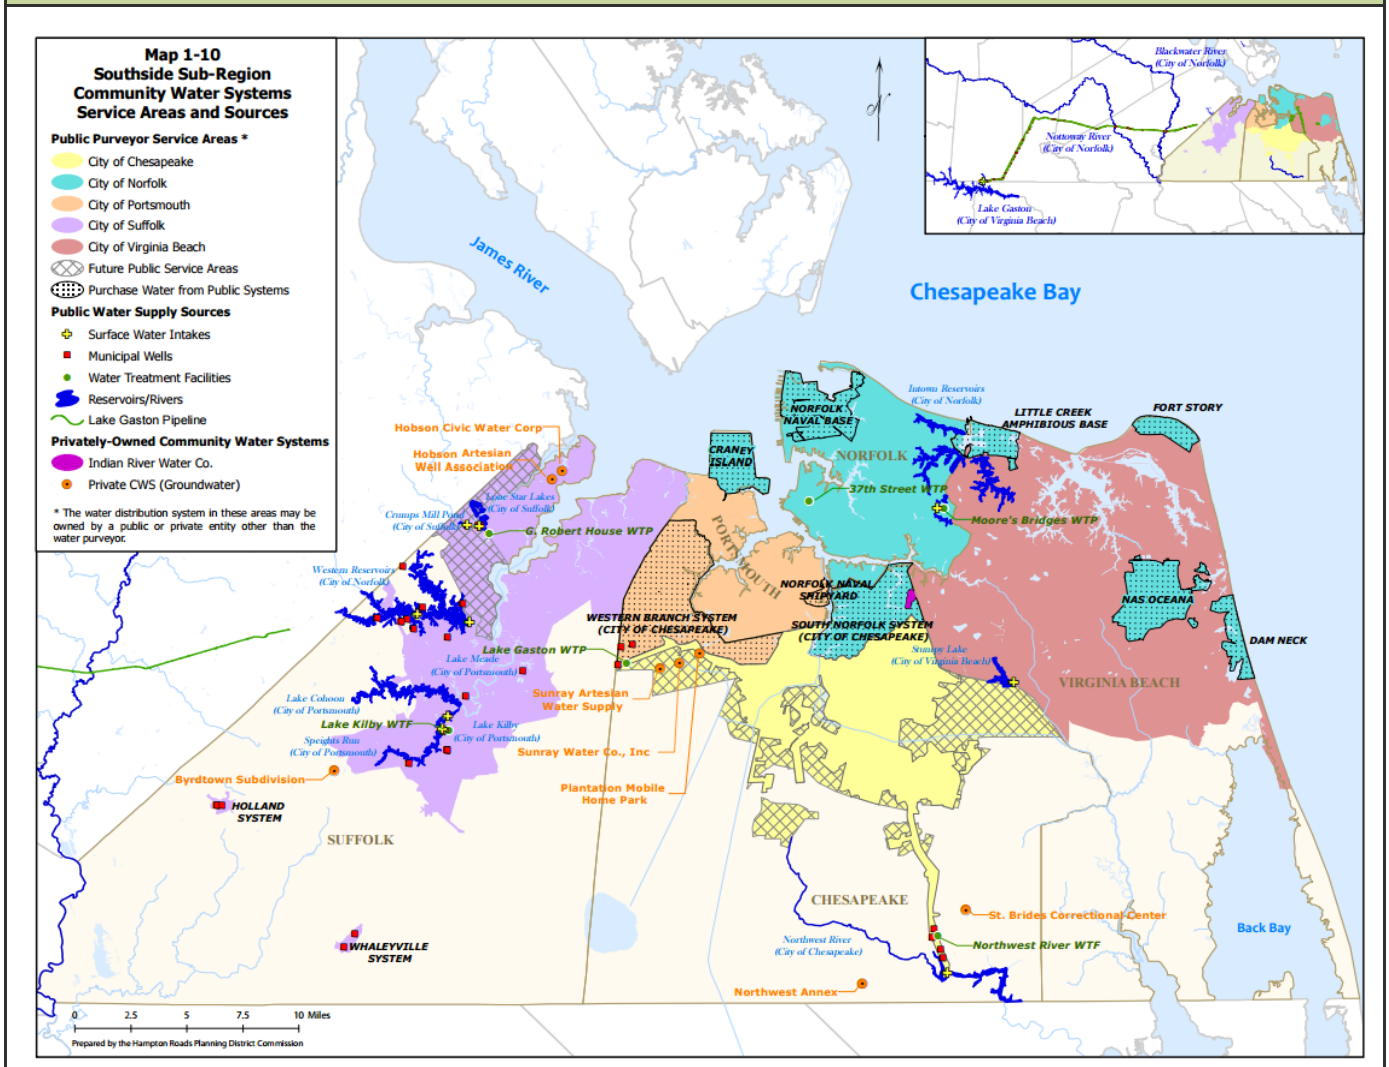 Map 1-10
Southside Sub-Region
Community Water Systems
Service Areas and Sources
Public Purveyor Service Areas *
City of Chesapeake
City of Norfolk
City of Portsmouth
City of Suffolk
City of Virginia Beach
Future Public Service Areas
Purchase Water from Public Systems
Public Water Supply Sources
Surface Water Intakes
Municipal Wells
Water Treatment Facilities
Reservoirs/Rivers
Lake Gaston Pipeline
Privately-Owned Community Water Systems
Indian River Water Co.
Private CWS (Groundwater)
* The water distribution system in these areas may be
owned by a public or private entity other than the
water purveyor.
N
Blackwater River
(City of Norfolk)
Nottoway River
(City of Norfolk)
Lake Gaston
(City of Virginia Beach)
James River
Chesapeake Bay
Intown Reservoirs
(City of Norfolk)
NORFOLK
NAVAL BASE
LITTLE CREEK
AMPHIBIOUS BASE
FORT STORY
Hobson Civic Water Corp
Hobson Artesian
Well Association
CRANEY
ISLAND
NORFOLK
37th Street WTP
Moore's Bridges WTP
Lone Star Lakes
(City of Suffolk)
Crumps Mill Pond
(City of Suffolk)
G. Robert House WTP
PORTSMOUTH
Western Reservoirs
(City of Norfolk)
NORFOLK NAVAL
SHIPYARD
NAS OCEANA
WESTERN BRANCH SYSTEM
(CITY OF CHESAPEAKE)
SOUTH NORFOLK SYSTEM
(CITY OF CHESAPEAKE)
DAM NECK
Lake Gaston WTP
Stumpy Lake
(City of Virginia Beach)
Lake Meade
(City of Portsmouth)
VIRGINIA BEACH
Sunray Artesian
Water Supply
Lake Cohoon
(City of Portsmouth)
Lake Kilby WTF
Lake Kilby
(City of Portsmouth)
Speights Run
(City of Portsmouth)
Sunray Water Co., Inc
Byrdtown Subdivision
Plantation Mobile
Home Park
HOLLAND
SYSTEM
SUFFOLK
CHESAPEAKE
St. Brides Correctional Center
Back Bay
WHALEYVILLE
SYSTEM
Northwest River
(City of Chesapeake)
Northwest River WTF
Northwest Annex
0 2.5 5 7.5 10 Miles
Prepared by the Hampton Roads Planning District Commission